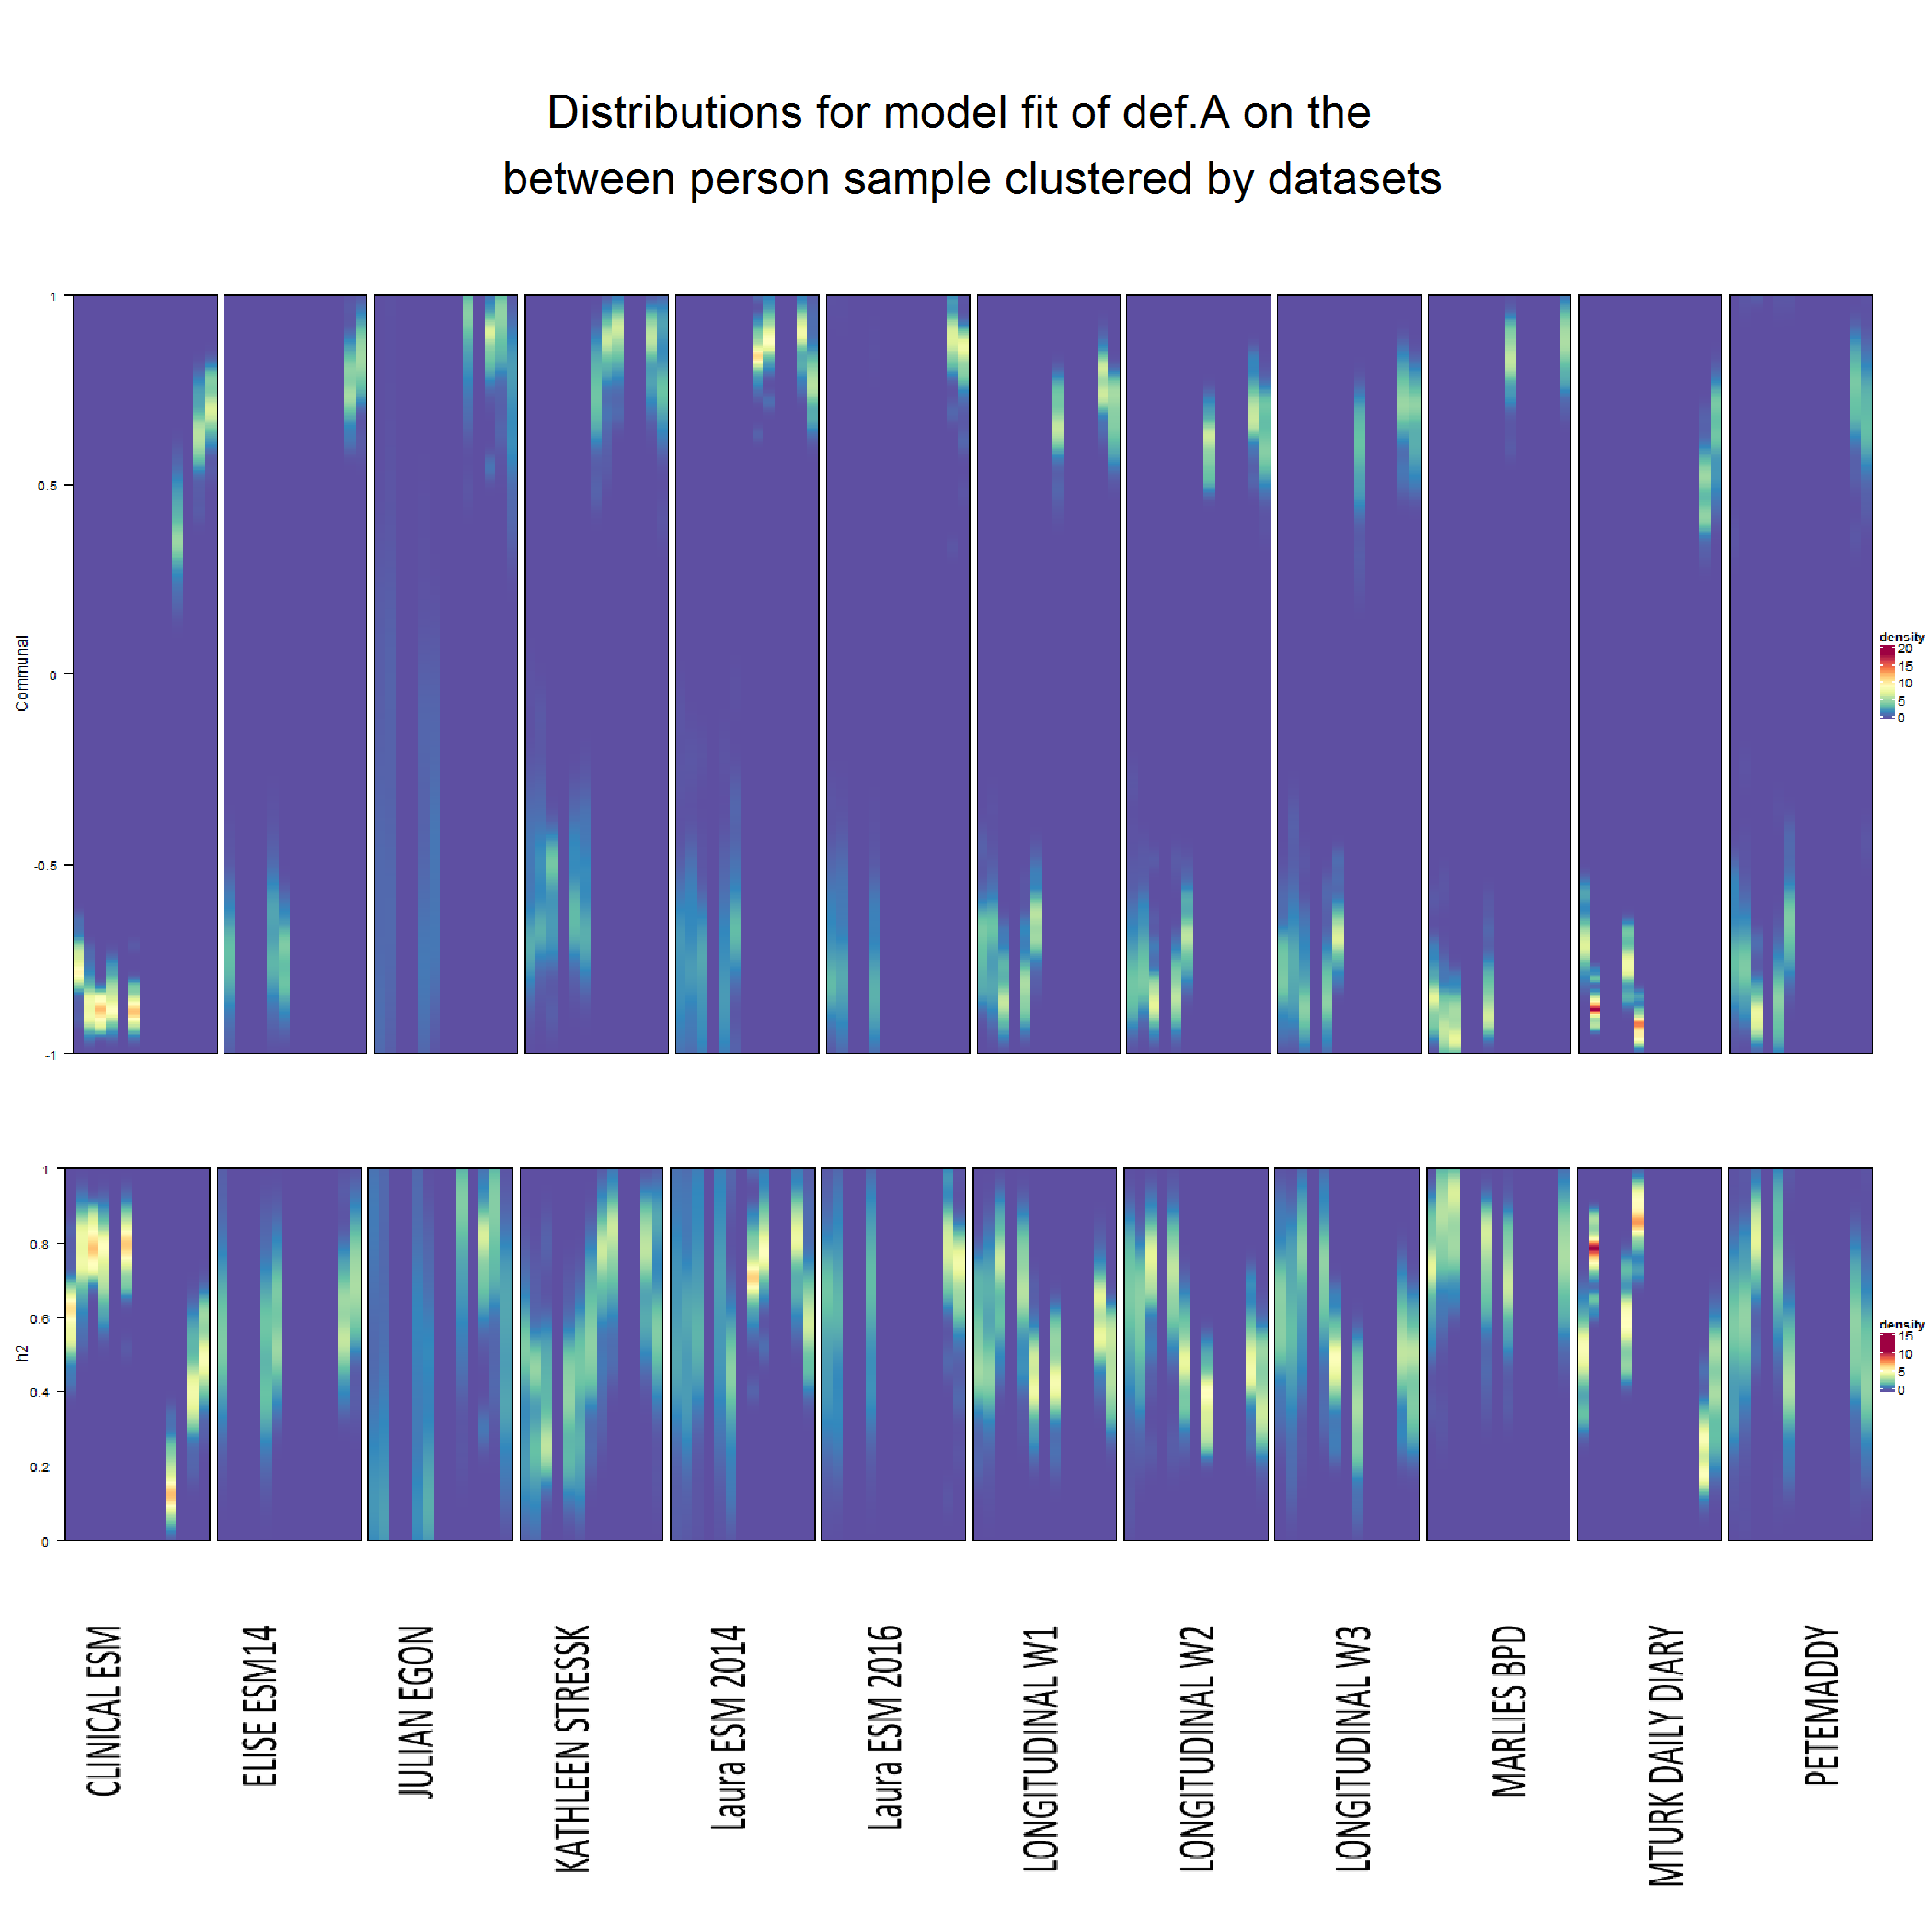 Distributions for model fit of def.A on the
between person sample clustered by datasets
Communal
1
0.5
0
-0.5
-1
density
20
15
10
5
0
h2
1
0.8
0.6
0.4
0.2
0
density
15
10
5
0
CLINICAL ESM
ELISE ESM14
JULIAN EGON
KATHLEEN STRESSK
Laura ESM 2014
Laura ESM 2016
LONGITUDINAL W1
LONGITUDINAL W2
LONGITUDINAL W3
MARLIES BPD
MTURK DAILY DIARY
PETEMADDY